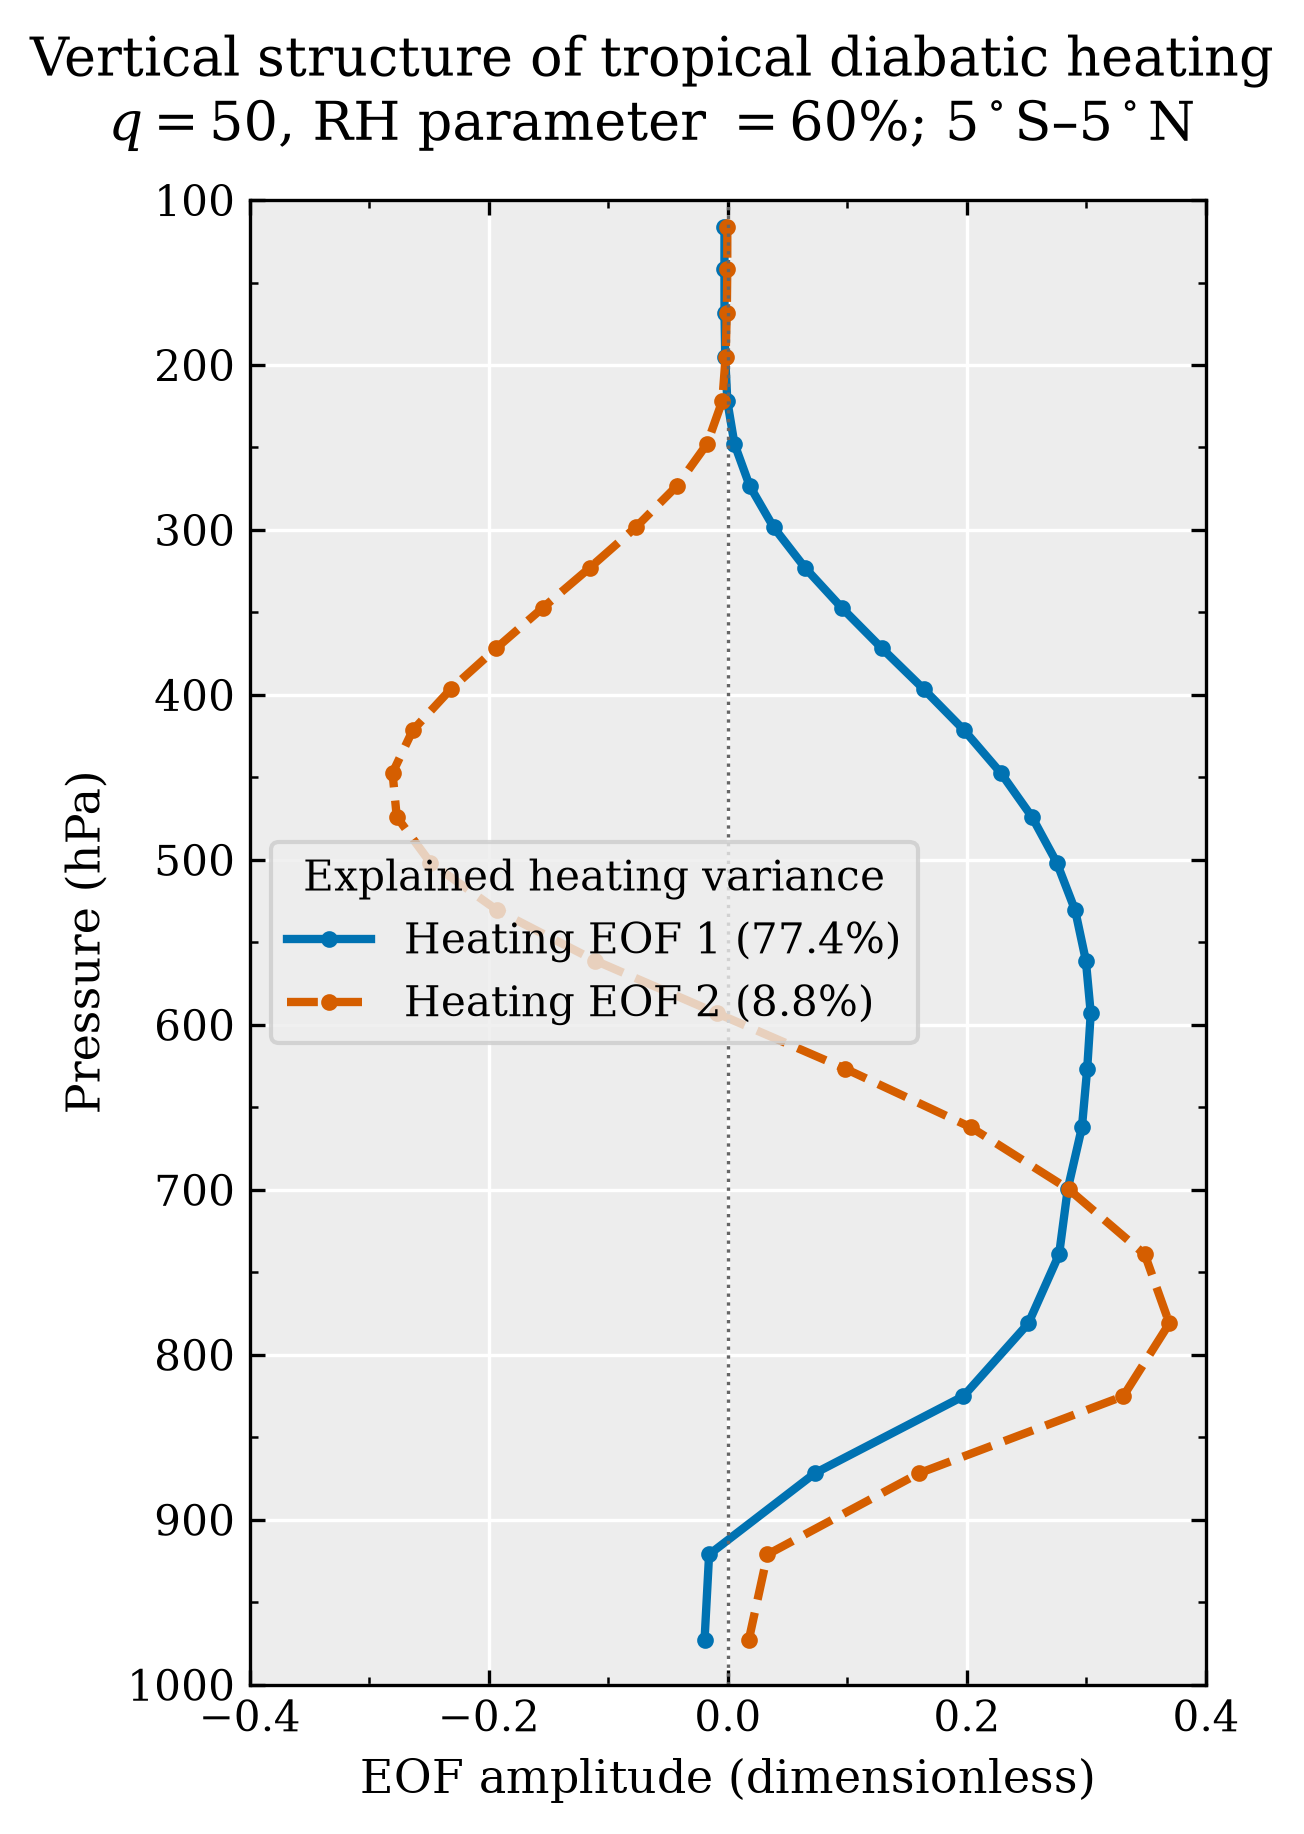 Vertical structure of tropical diabatic heating
q = 50, RH parameter = 60%; 5°S–5°N
100
200
300
400
500
600
700
800
900
1000
Pressure (hPa)
Explained heating variance
Heating EOF 1 (77.4%)
Heating EOF 2 (8.8%)
−0.4
−0.2
0.0
0.2
0.4
EOF amplitude (dimensionless)